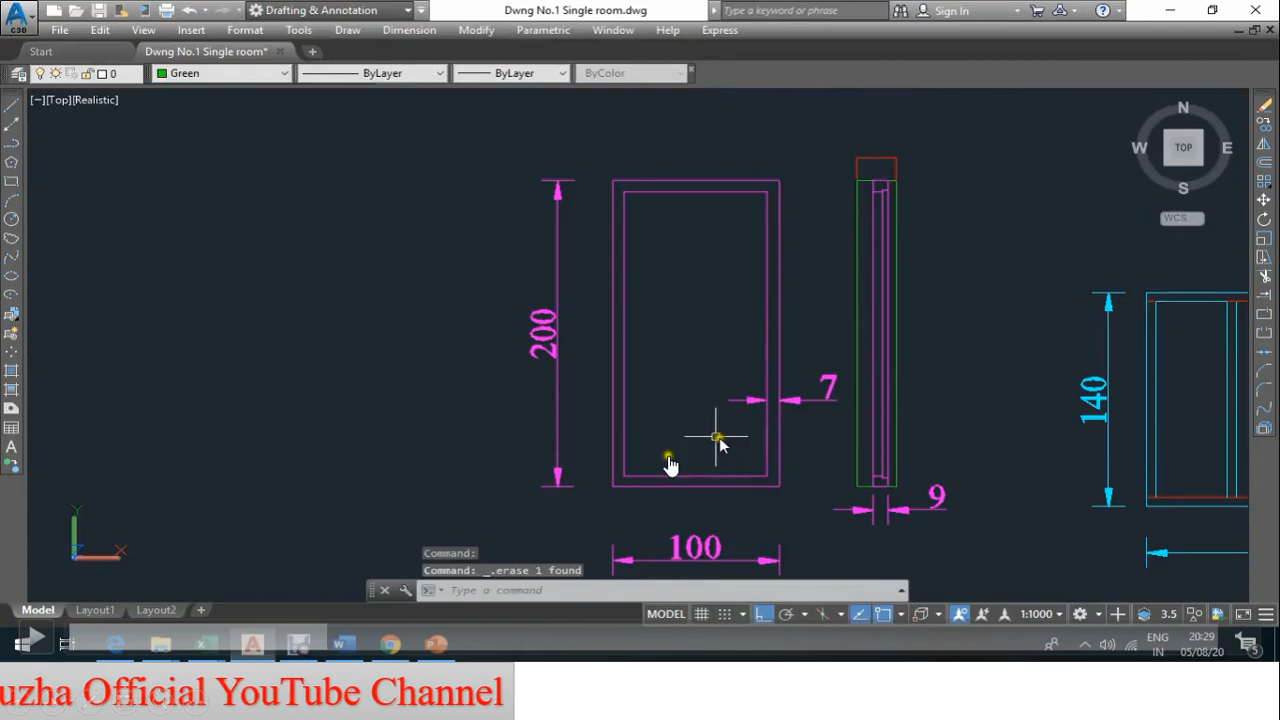 A
C3D
Drafting & Annotation
Dwng No.1 Single room.dwg
Type a keyword or phrase
Sign In
File Edit View Insert Format Tools Draw Dimension Modify Parametric Window Help Express
Start
Dwng No.1 Single room*
0
Green
ByLayer
ByLayer
ByColor
[−][Top][Realistic]
N
W TOP E
S
WCS
200
7
140
9
100
Y
Z
X
Command:
Command: _.erase 1 found
Type a command
Model Layout1 Layout2
MODEL
1:1000
3.5
ENG
IN
20:29
05/08/20
5
uzha Official YouTube Channel